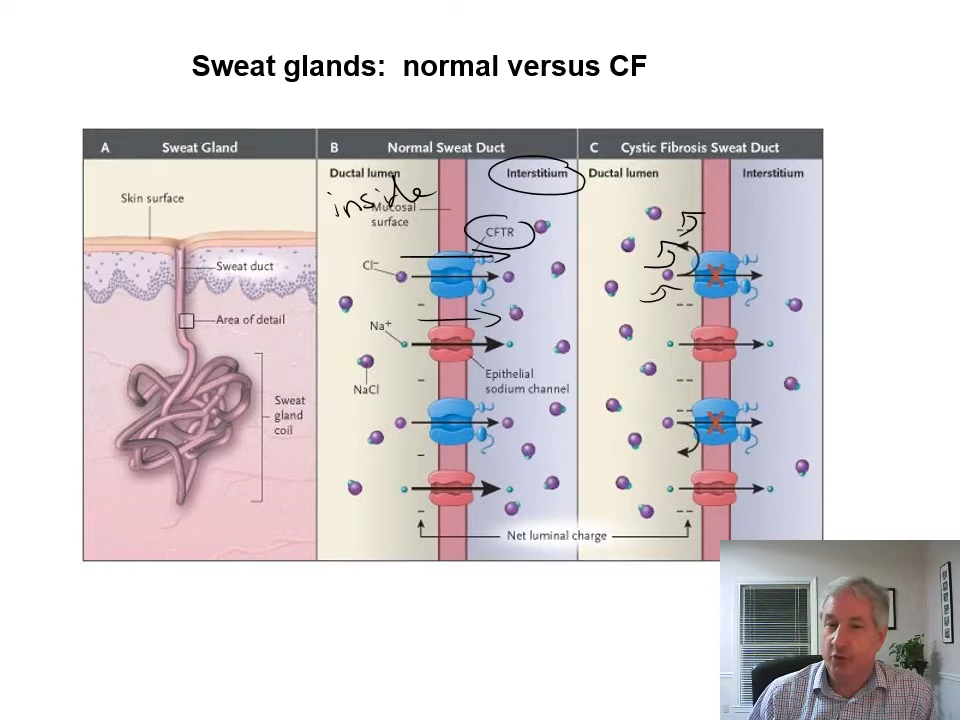 Sweat glands: normal versus CF
A Sweat Gland
Skin surface
Sweat duct
Area of detail
Sweat
gland
coil
B Normal Sweat Duct
Ductal lumen
Interstitium
inside
Mucosal
surface
CFTR
Cl−
Na+
NaCl
Epithelial
sodium channel
C Cystic Fibrosis Sweat Duct
Ductal lumen
Interstitium
Net luminal charge